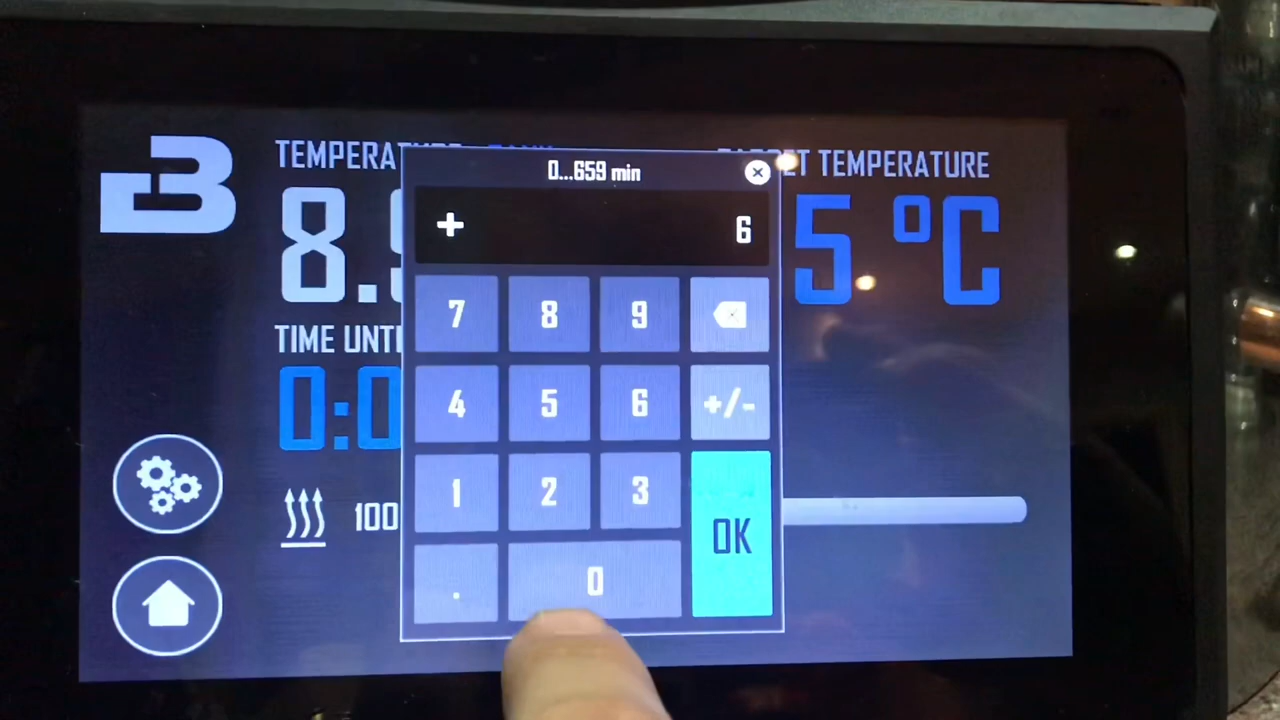 TEMPERA
0...659 min
ET TEMPERATURE
+ 6
8.
5 °C
7 8 9
TIME UNTI
0:0
4 5 6 +/-
1 2 3
OK
100
. 0